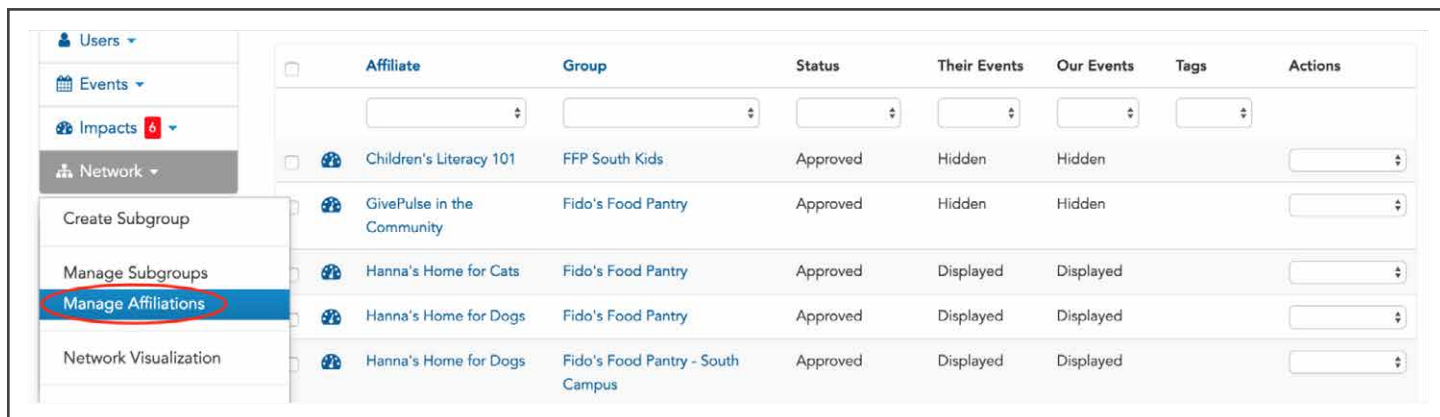 Users
Events
Impacts 6
Network
Create Subgroup
Manage Subgroups
Manage Affiliations
Network Visualization
Affiliate Group Status Their Events Our Events Tags Actions
Children's Literacy 101 FFP South Kids Approved Hidden Hidden
GivePulse in the Fido's Food Pantry Approved Hidden Hidden
Community
Hanna's Home for Cats Fido's Food Pantry Approved Displayed Displayed
Hanna's Home for Dogs Fido's Food Pantry Approved Displayed Displayed
Hanna's Home for Dogs Fido's Food Pantry - South Approved Displayed Displayed
Campus